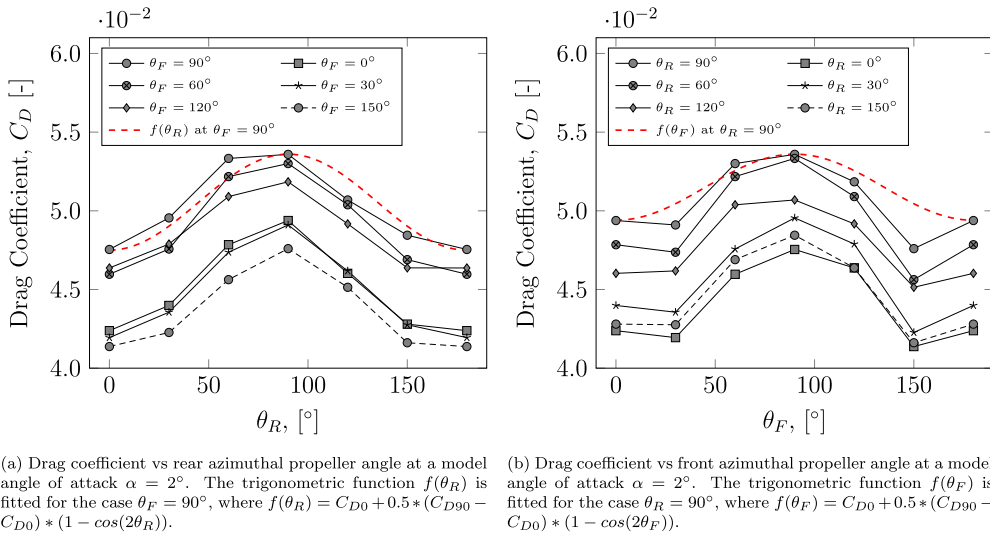 ·10⁻²
6.0
5.5
5.0
4.5
4.0
Drag Coefficient, C_D [-]
θ_F = 90° θ_F = 0°
θ_F = 60° θ_F = 30°
θ_F = 120° θ_F = 150°
f(θ_R) at θ_F = 90°
0 50 100 150
θ_R, [°]
(a) Drag coefficient vs rear azimuthal propeller angle at a model
angle of attack α = 2°. The trigonometric function f(θ_R) is
fitted for the case θ_F = 90°, where f(θ_R) = C_D0 + 0.5 * (C_D90 −
C_D0) * (1 − cos(2θ_R)).
·10⁻²
6.0
5.5
5.0
4.5
4.0
Drag Coefficient, C_D [-]
θ_R = 90° θ_R = 0°
θ_R = 60° θ_R = 30°
θ_R = 120° θ_R = 150°
f(θ_F) at θ_R = 90°
0 50 100 150
θ_F, [°]
(b) Drag coefficient vs front azimuthal propeller angle at a model
angle of attack α = 2°. The trigonometric function f(θ_F) is
fitted for the case θ_R = 90°, where f(θ_F) = C_D0 + 0.5 * (C_D90 −
C_D0) * (1 − cos(2θ_F)).